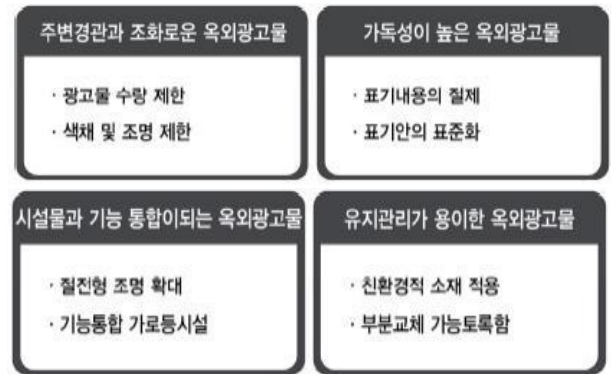 주변경관과 조화로운 옥외광고물
· 광고물 수량 제한
· 색채 및 조명 제한
가독성이 높은 옥외광고물
· 표기내용의 절제
· 표기안의 표준화
시설물과 기능 통합이되는 옥외광고물
· 절전형 조명 확대
· 기능통합 가로등시설
유지관리가 용이한 옥외광고물
· 친환경적 소재 적용
· 부분교체 가능토록함